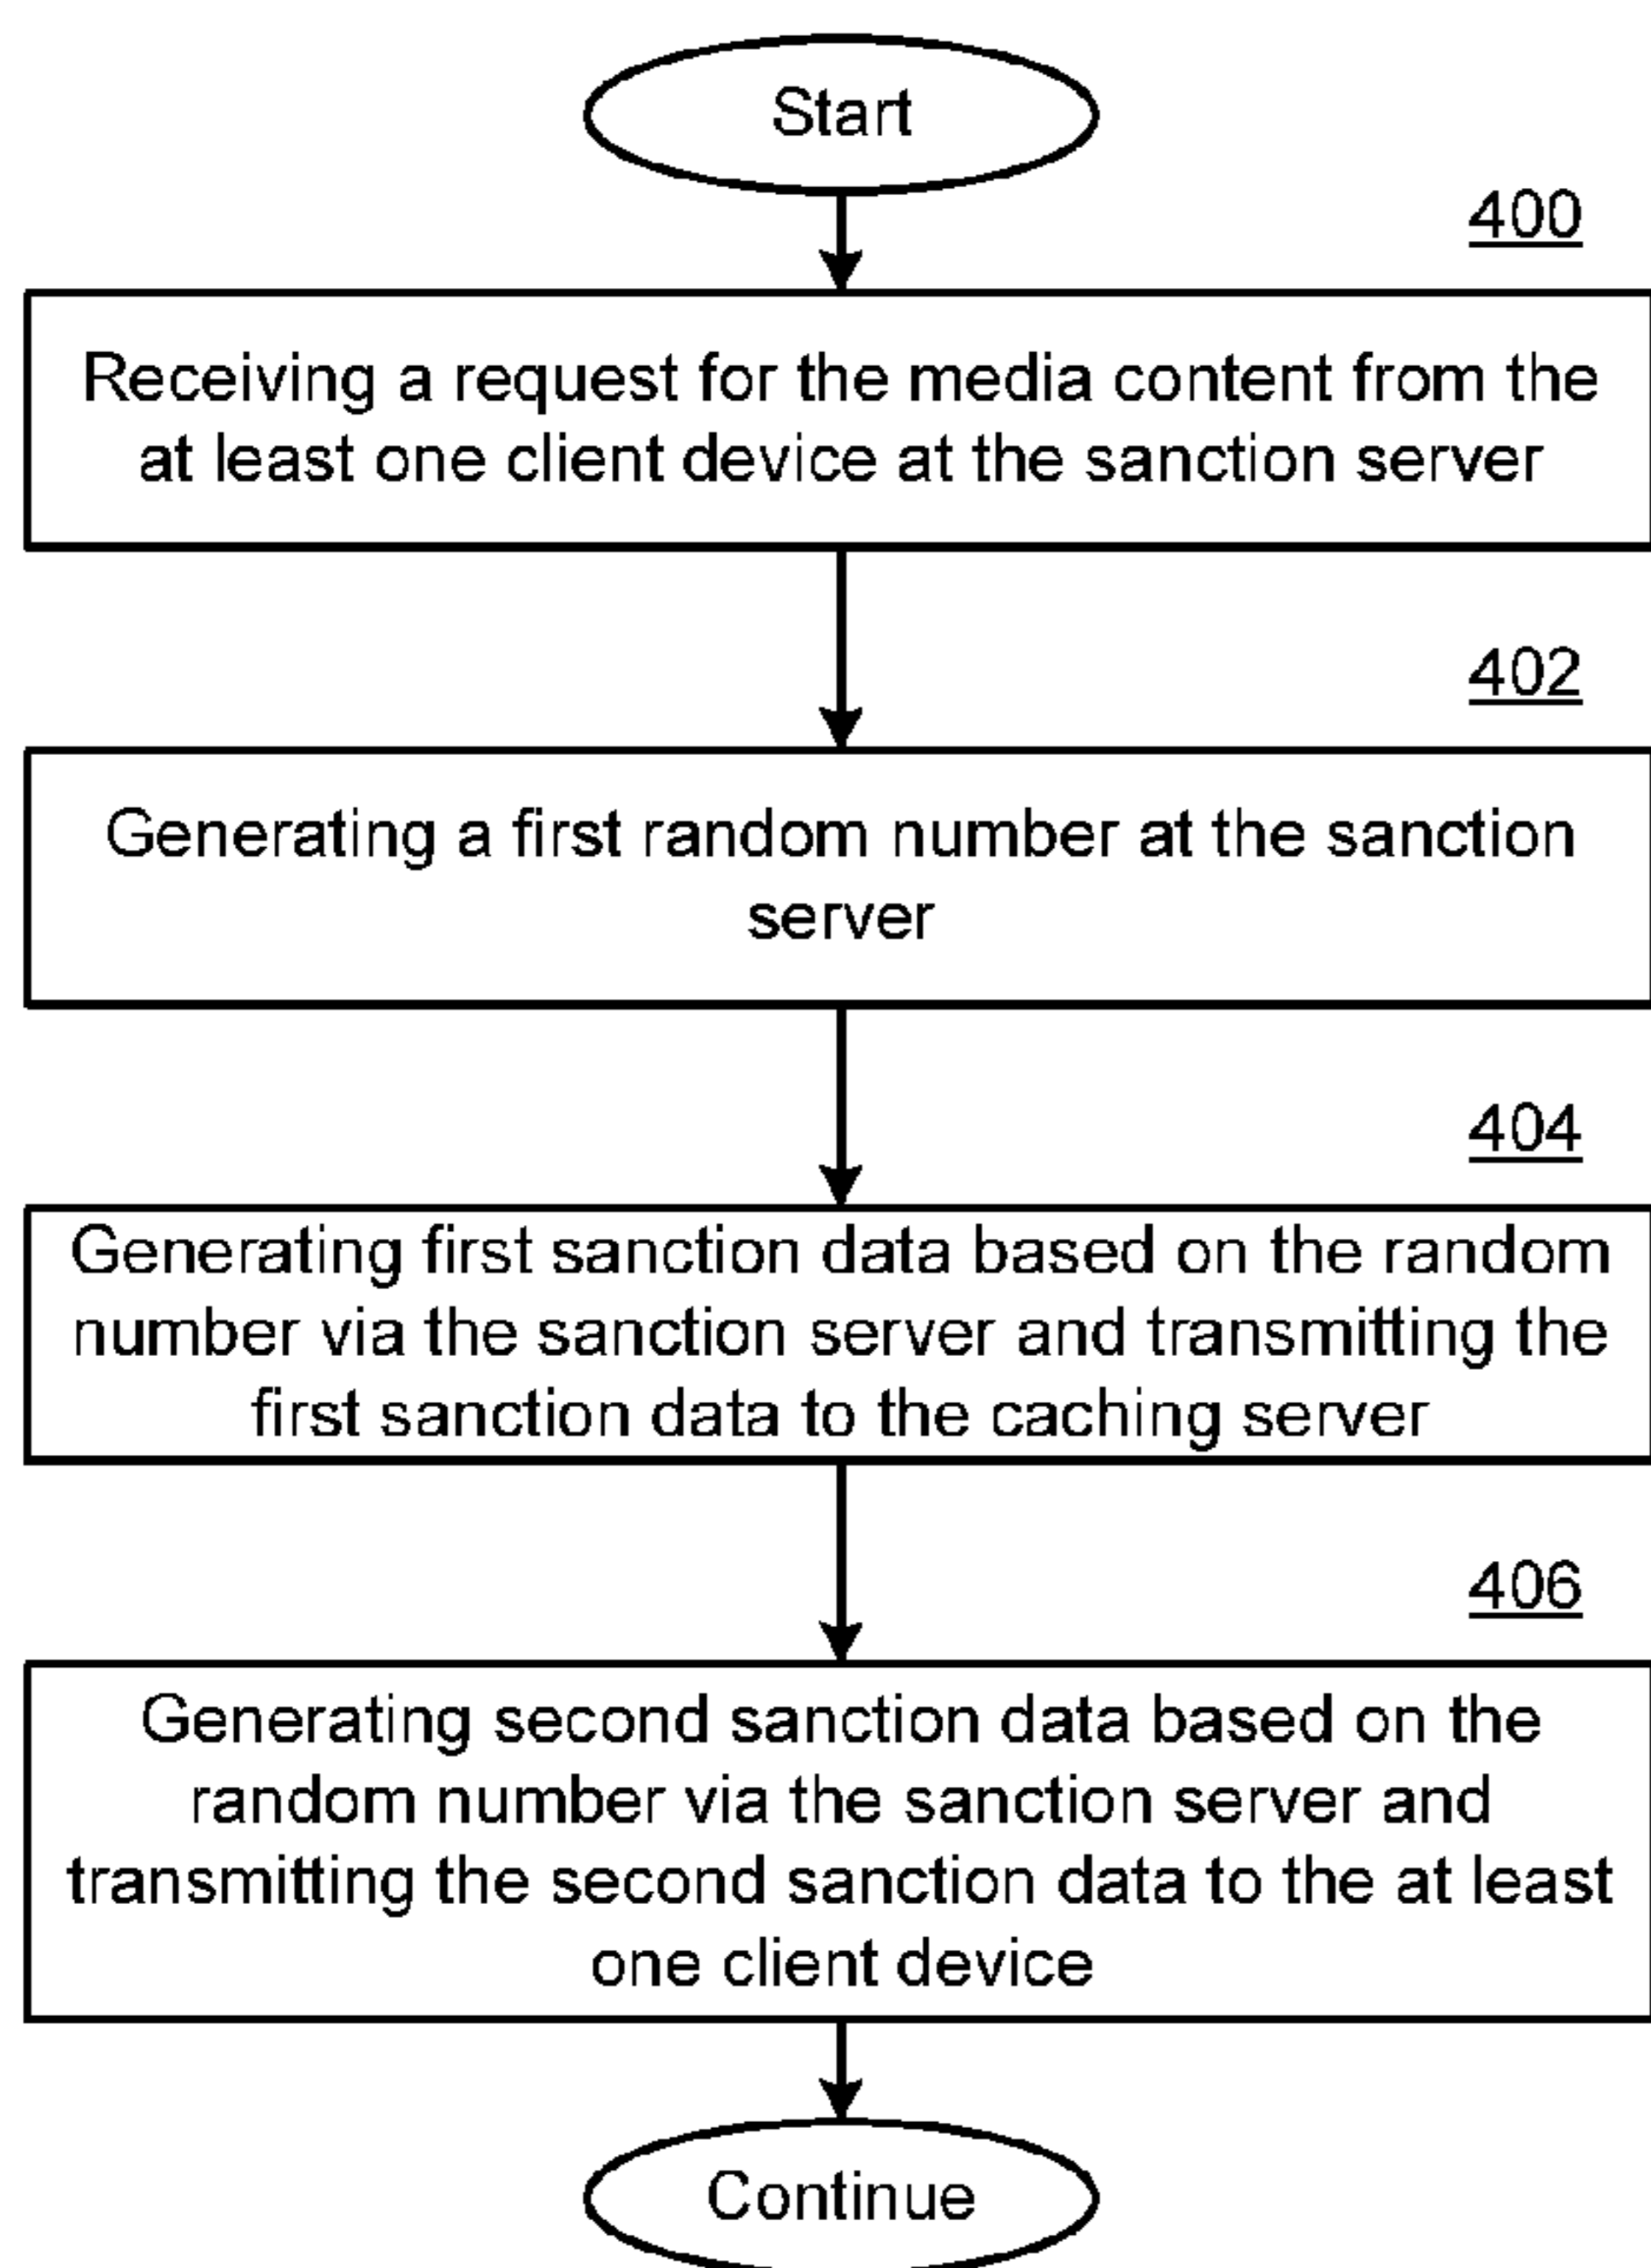 Start
400
Receiving a request for the media content from the
at least one client device at the sanction server
402
Generating a first random number at the sanction
server
404
Generating first sanction data based on the random
number via the sanction server and transmitting the
first sanction data to the caching server
406
Generating second sanction data based on the
random number via the sanction server and
transmitting the second sanction data to the at least
one client device
Continue